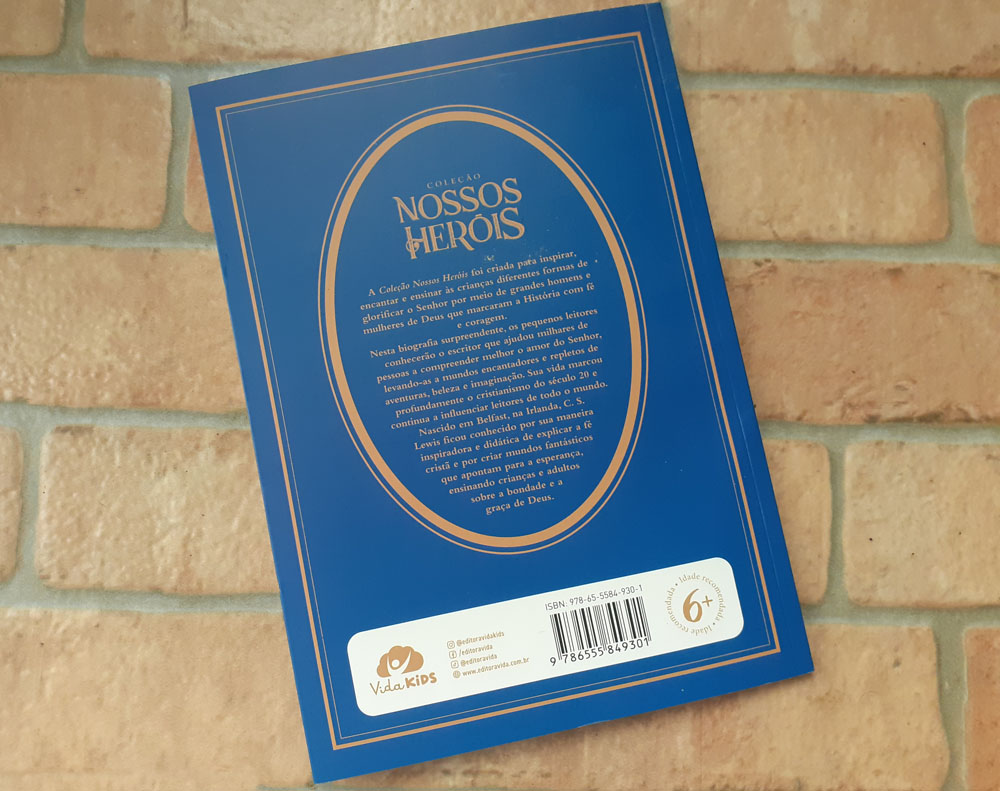 COLEÇÃO
NOSSOS
HERÓIS
A Coleção Nossos Heróis foi criada para inspirar,
encantar e ensinar às crianças diferentes formas de
glorificar o Senhor por meio de grandes homens e
mulheres de Deus que marcaram a História com fé
e coragem.
Nesta biografia surpreendente, os pequenos leitores
conhecerão o escritor que ajudou milhares de
pessoas a compreender melhor o amor do Senhor,
levando-as a mundos encantadores e repletos de
aventuras, beleza e imaginação. Sua vida marcou
profundamente o cristianismo do século 20 e
continua a influenciar leitores de todo o mundo.
Nascido em Belfast, na Irlanda, C. S.
Lewis ficou conhecido por sua maneira
inspiradora e didática de explicar a fé
cristã e por criar mundos fantásticos
que apontam para a esperança,
ensinando crianças e adultos
sobre a bondade e a
graça de Deus.
Vida KIDS
@editoravidakids
/editoravida
@editoravida
www.editoravida.com.br
ISBN: 978-65-5584-930-1
9 786555 849301
Idade recomendada • Idade recomendada •
6+